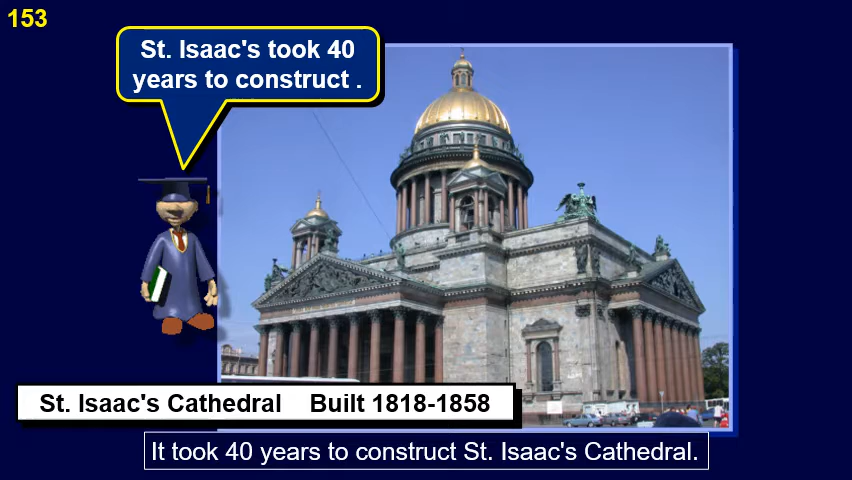 153
St. Isaac's took 40
years to construct .
St. Isaac's Cathedral Built 1818-1858
It took 40 years to construct St. Isaac's Cathedral.